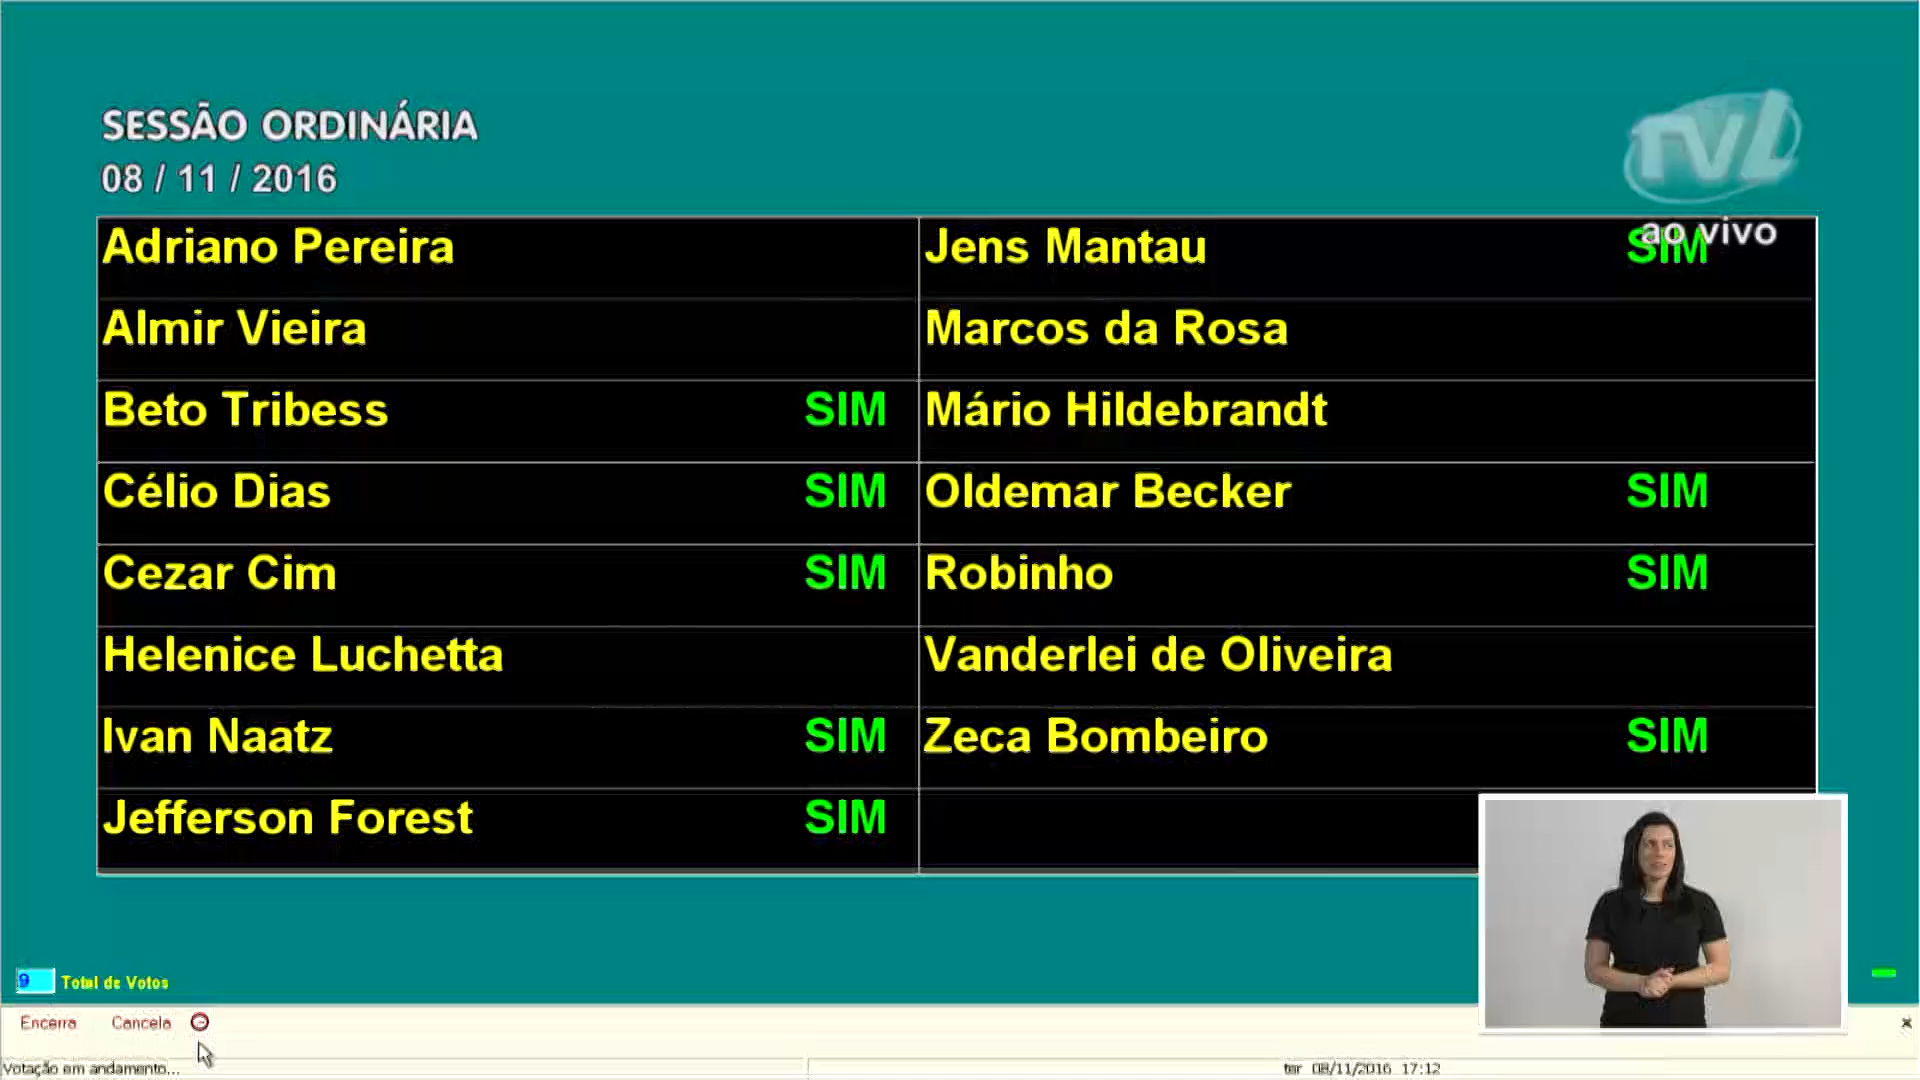 SESSÃO ORDINÁRIA
08 / 11 / 2016
TVL
ao vivo
Adriano Pereira
Jens Mantau SIM
Almir Vieira
Marcos da Rosa
Beto Tribess SIM
Mário Hildebrandt
Célio Dias SIM
Oldemar Becker SIM
Cezar Cim SIM
Robinho SIM
Helenice Luchetta
Vanderlei de Oliveira
Ivan Naatz SIM
Zeca Bombeiro SIM
Jefferson Forest SIM
9 Total de Votos
Encerra Cancela
Votação em andamento...
ter 08/11/2016 17:12